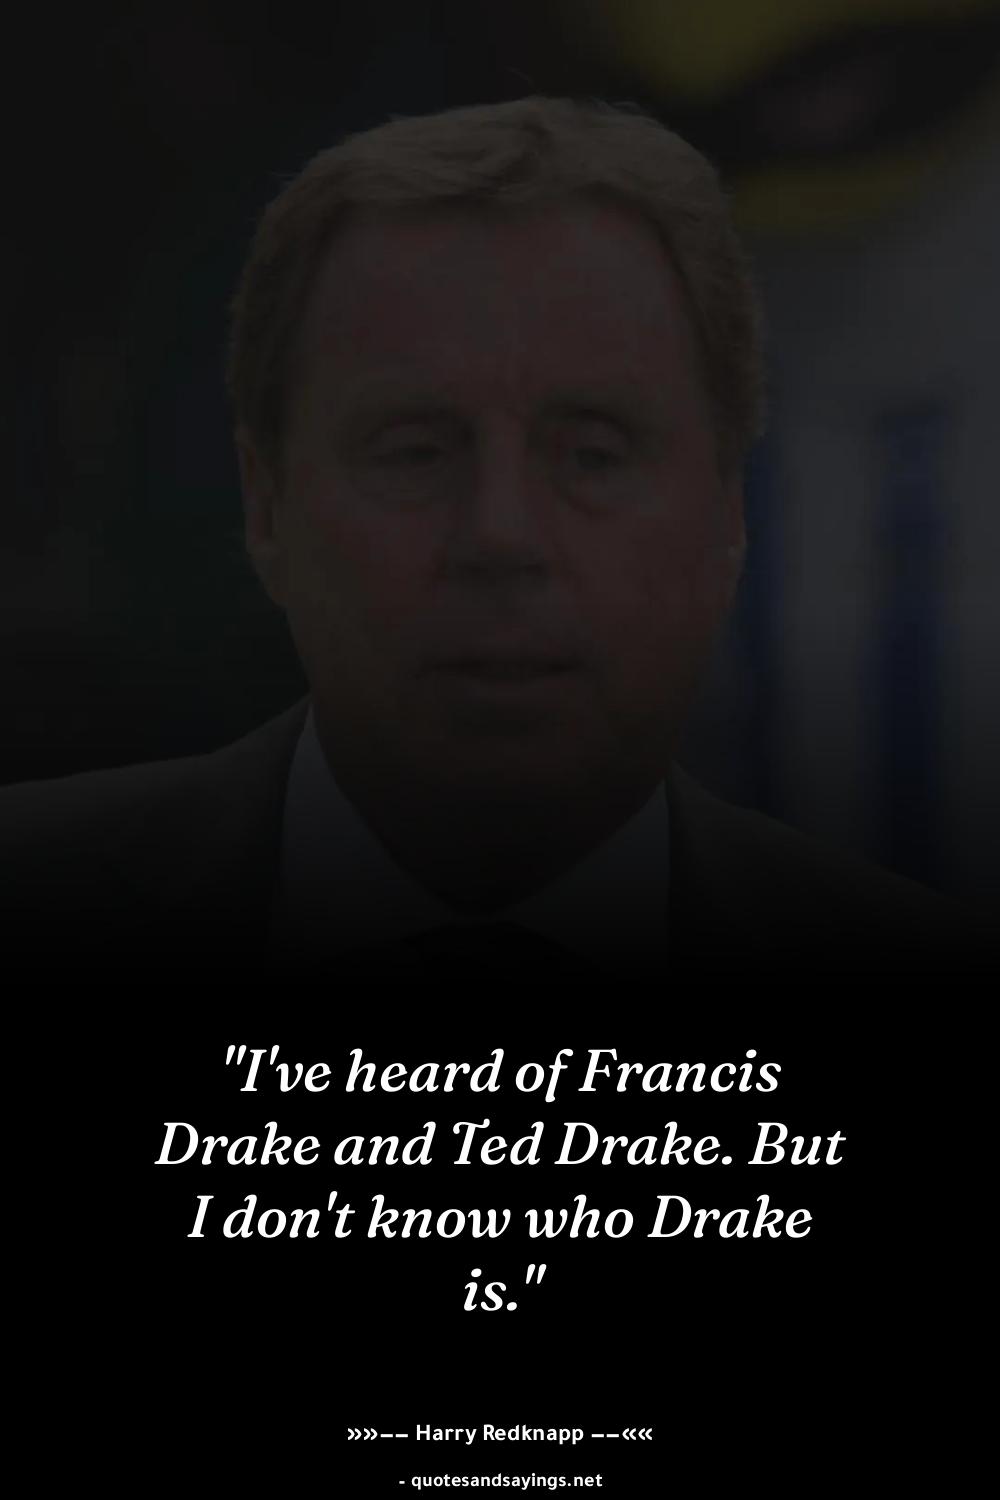 "I've heard of Francis
Drake and Ted Drake. But
I don't know who Drake
is."
»»−− Harry Redknapp −−««
- quotesandsayings.net